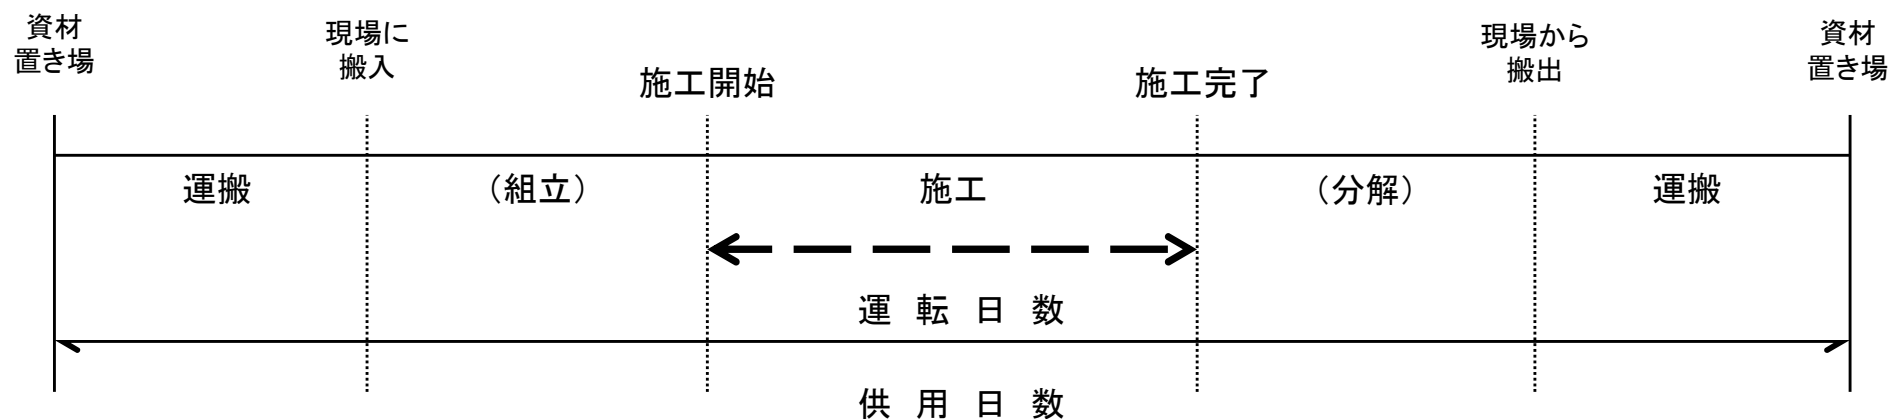 資材
置き場
現場に
搬入
施工開始
施工完了
現場から
搬出
資材
置き場
運搬
（組立）
施工
（分解）
運搬
運転日数
供用日数